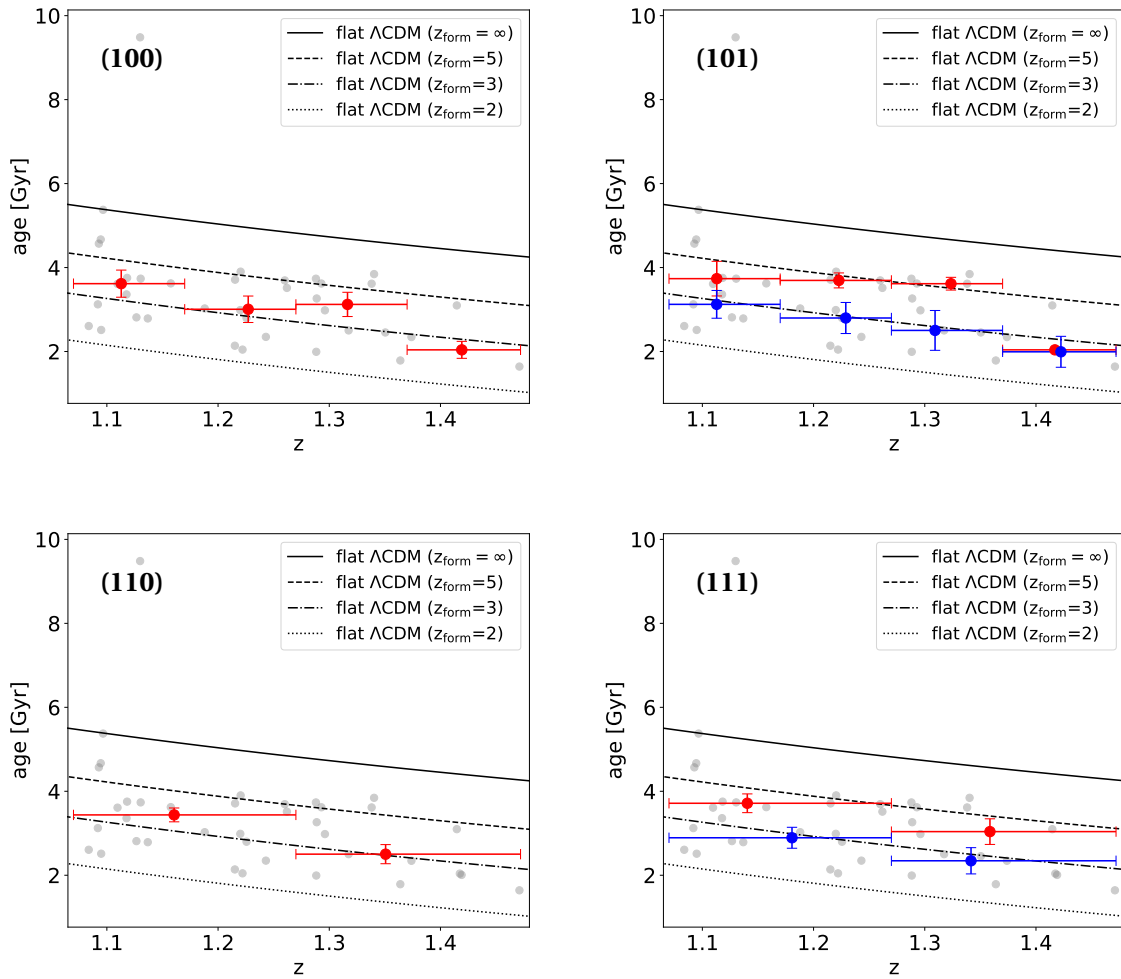 (100)
flat ΛCDM (z_form = ∞)
flat ΛCDM (z_form=5)
flat ΛCDM (z_form=3)
flat ΛCDM (z_form=2)
age [Gyr]
10
8
6
4
2
1.1 1.2 1.3 1.4
z
(101)
flat ΛCDM (z_form = ∞)
flat ΛCDM (z_form=5)
flat ΛCDM (z_form=3)
flat ΛCDM (z_form=2)
age [Gyr]
10
8
6
4
2
1.1 1.2 1.3 1.4
z
(110)
flat ΛCDM (z_form = ∞)
flat ΛCDM (z_form=5)
flat ΛCDM (z_form=3)
flat ΛCDM (z_form=2)
age [Gyr]
10
8
6
4
2
1.1 1.2 1.3 1.4
z
(111)
flat ΛCDM (z_form = ∞)
flat ΛCDM (z_form=5)
flat ΛCDM (z_form=3)
flat ΛCDM (z_form=2)
age [Gyr]
10
8
6
4
2
1.1 1.2 1.3 1.4
z